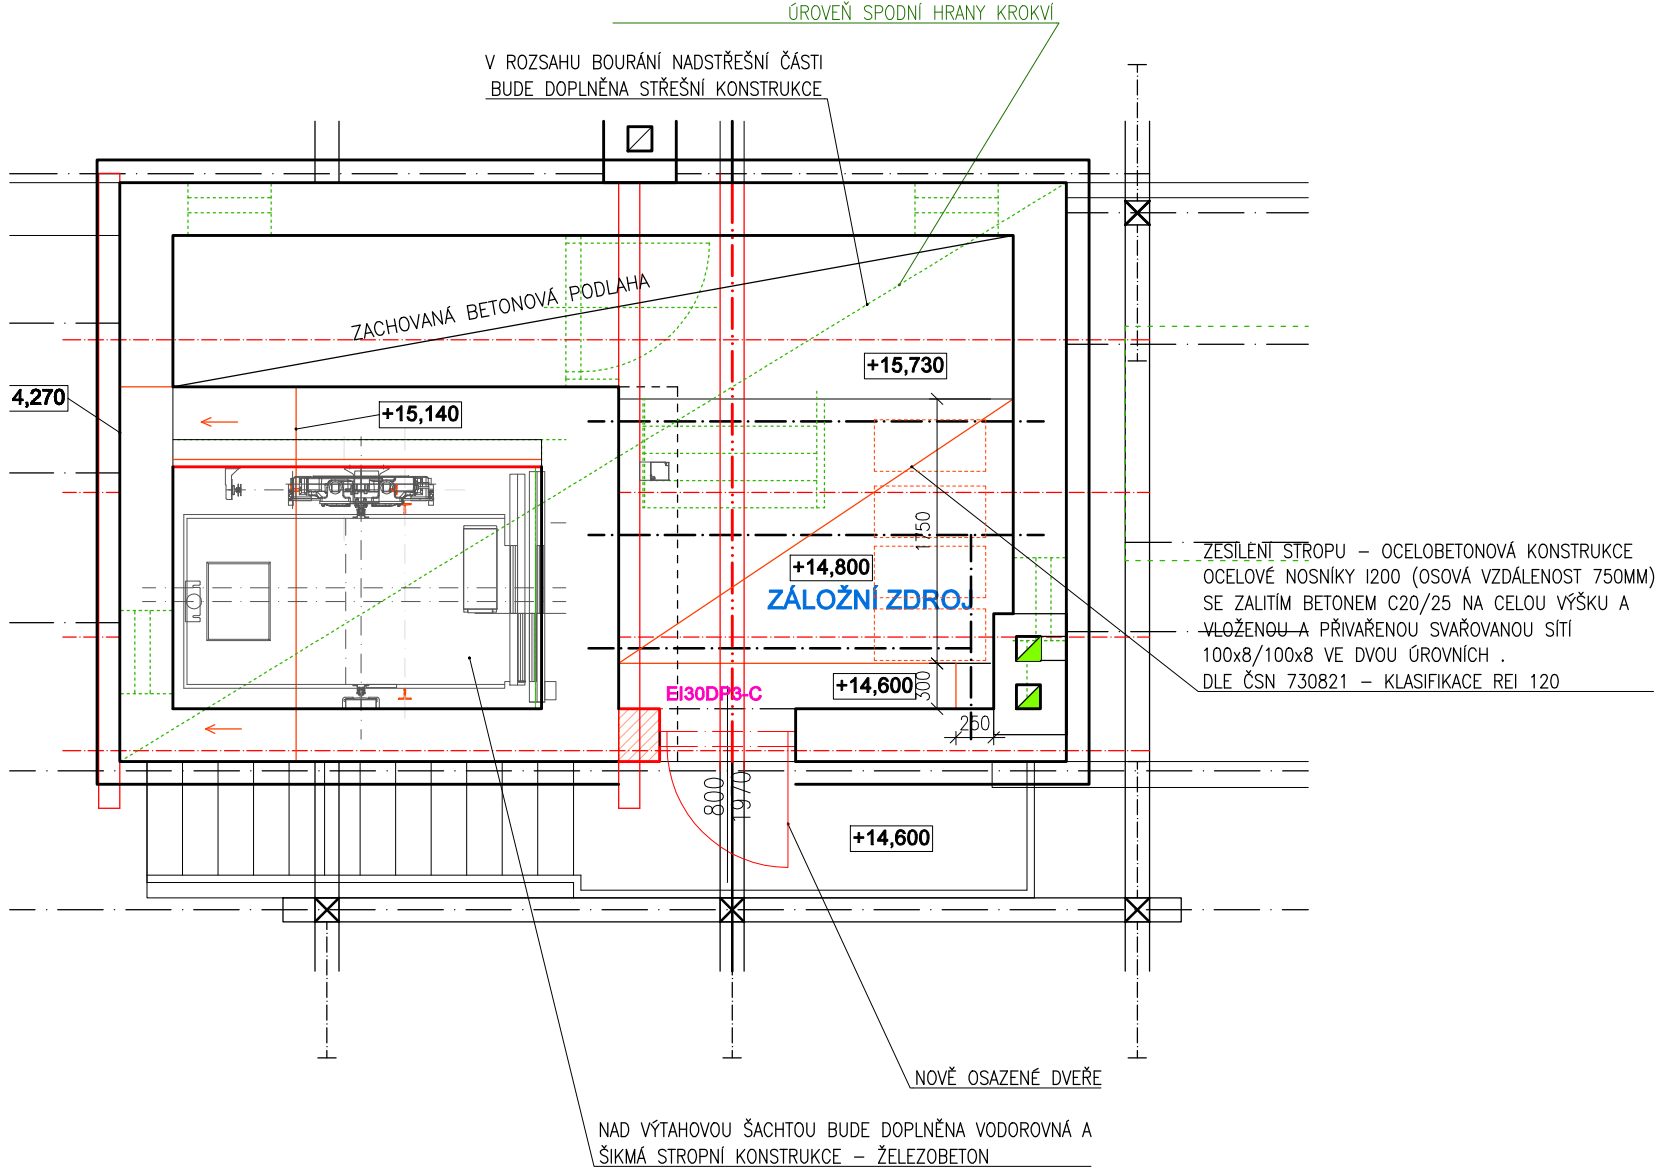 ÚROVEŇ SPODNÍ HRANY KROKVÍ
V ROZSAHU BOURÁNÍ NADSTŘEŠNÍ ČÁSTI
BUDE DOPLNĚNA STŘEŠNÍ KONSTRUKCE
ZACHOVANÁ BETONOVÁ PODLAHA
+15,730
4,270
+15,140
1750
+14,800
ZÁLOŽNÍ ZDROJ
ZESÍLENÍ STROPU – OCELOBETONOVÁ KONSTRUKCE
OCELOVÉ NOSNÍKY I200 (OSOVÁ VZDÁLENOST 750MM)
SE ZALITÍM BETONEM C20/25 NA CELOU VÝŠKU A
VLOŽENOU A PŘIVAŘENOU SVAŘOVANOU SÍTÍ
100x8/100x8 VE DVOU ÚROVNÍCH .
DLE ČSN 730821 – KLASIFIKACE REI 120
EI30DP3-C
+14,600
300
250
800
1970
+14,600
NOVĚ OSAZENÉ DVEŘE
NAD VÝTAHOVOU ŠACHTOU BUDE DOPLNĚNA VODOROVNÁ A
ŠIKMÁ STROPNÍ KONSTRUKCE – ŽELEZOBETON